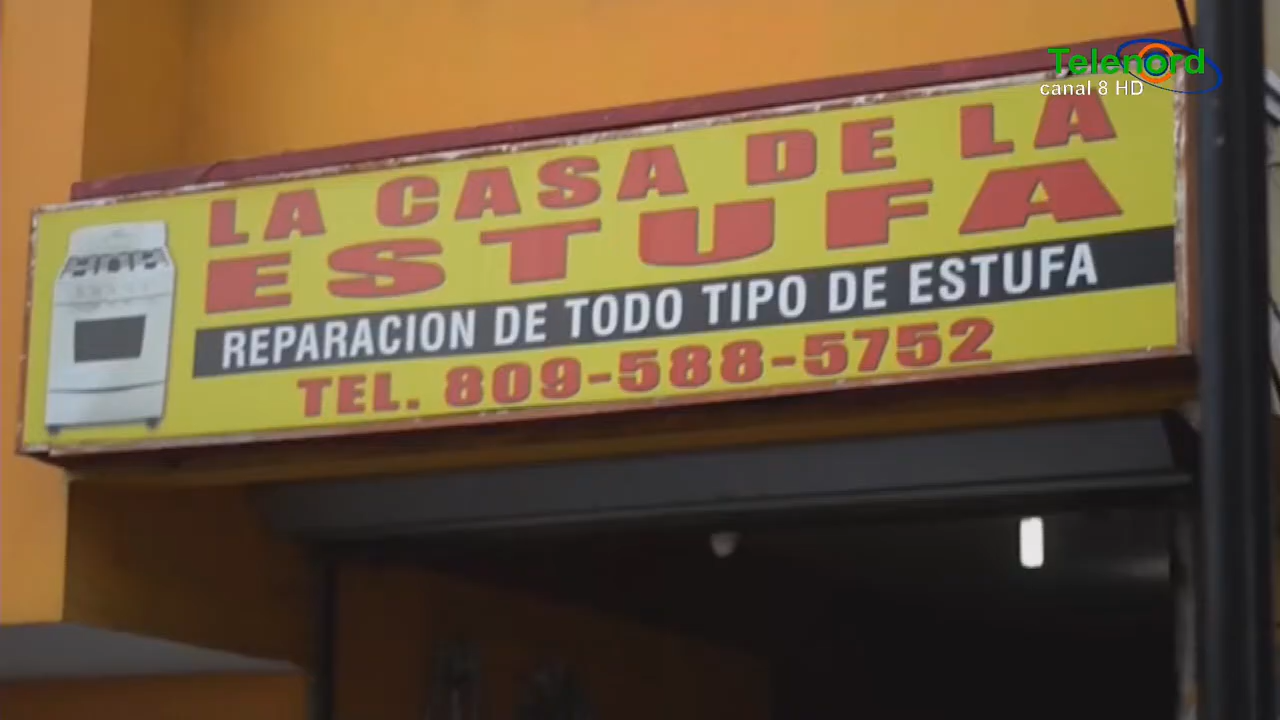 Telenord
canal 8 HD
LA CASA DE LA
ESTUFA
REPARACION DE TODO TIPO DE ESTUFA
TEL. 809-588-5752